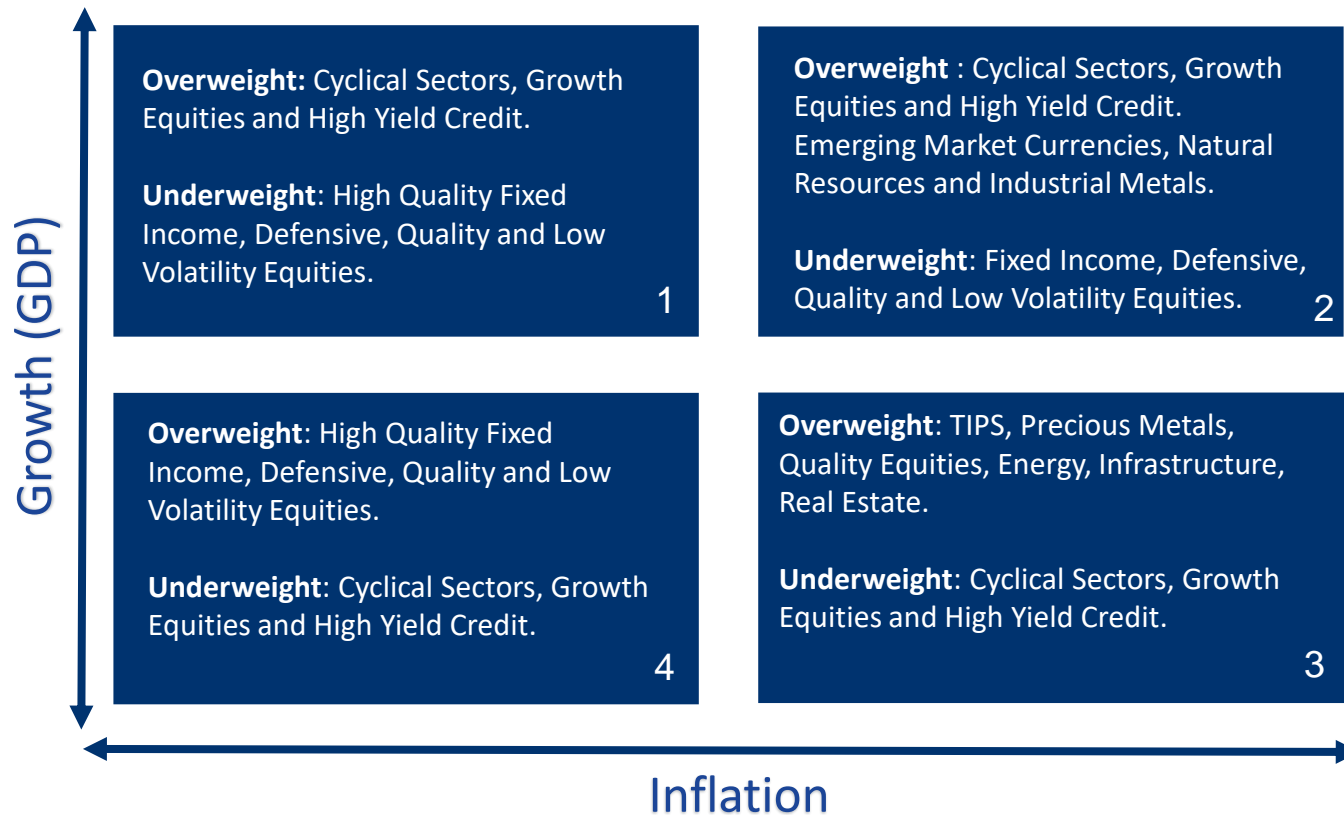 Growth (GDP)
Overweight: Cyclical Sectors, Growth
Equities and High Yield Credit.
Underweight: High Quality Fixed
Income, Defensive, Quality and Low
Volatility Equities.
1
Overweight : Cyclical Sectors, Growth
Equities and High Yield Credit.
Emerging Market Currencies, Natural
Resources and Industrial Metals.
Underweight: Fixed Income, Defensive,
Quality and Low Volatility Equities.
2
Overweight: High Quality Fixed
Income, Defensive, Quality and Low
Volatility Equities.
Underweight: Cyclical Sectors, Growth
Equities and High Yield Credit.
4
Overweight: TIPS, Precious Metals,
Quality Equities, Energy, Infrastructure,
Real Estate.
Underweight: Cyclical Sectors, Growth
Equities and High Yield Credit.
3
Inflation